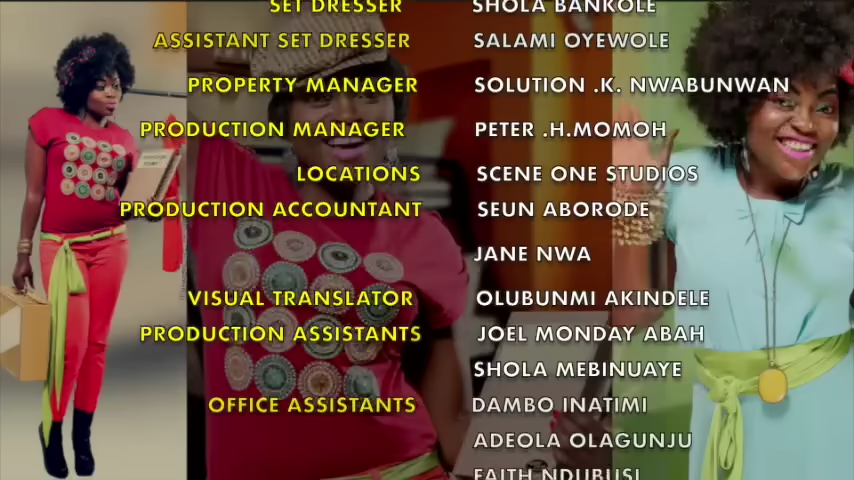 SET DRESSER SHOLA BANKOLE
ASSISTANT SET DRESSER SALAMI OYEWOLE
PROPERTY MANAGER SOLUTION .K. NWABUNWAN
PRODUCTION MANAGER PETER .H.MOMOH
LOCATIONS SCENE ONE STUDIOS
PRODUCTION ACCOUNTANT SEUN ABORODE
JANE NWA
VISUAL TRANSLATOR OLUBUNMI AKINDELE
PRODUCTION ASSISTANTS JOEL MONDAY ABAH
SHOLA MEBINUAYE
OFFICE ASSISTANTS DAMBO INATIMI
ADEOLA OLAGUNJU
FAITH NDUBUSI